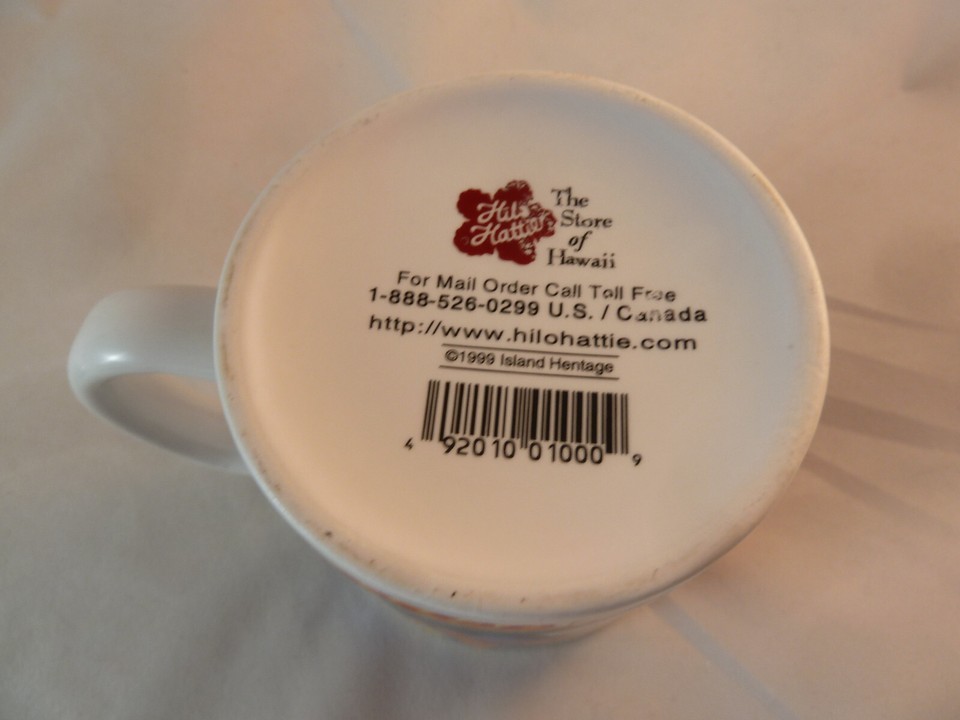 Hilo
Hattie
The
Store
of
Hawaii
For Mail Order Call Toll Free
1-888-526-0299 U.S. / Canada
http://www.hilohattie.com
©1999 Island Heritage
4 92010 01000 9